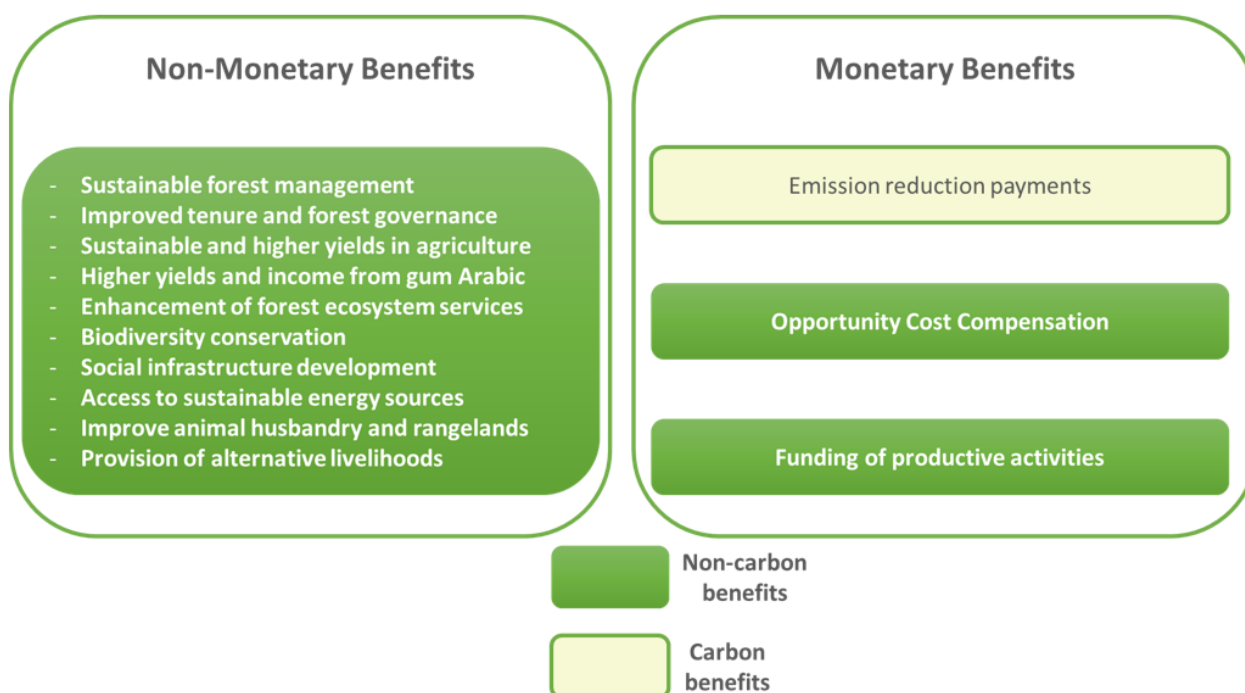 Non-Monetary Benefits
- Sustainable forest management
- Improved tenure and forest governance
- Sustainable and higher yields in agriculture
- Higher yields and income from gum Arabic
- Enhancement of forest ecosystem services
- Biodiversity conservation
- Social infrastructure development
- Access to sustainable energy sources
- Improve animal husbandry and rangelands
- Provision of alternative livelihoods
Monetary Benefits
Emission reduction payments
Opportunity Cost Compensation
Funding of productive activities
Non-carbon
benefits
Carbon
benefits